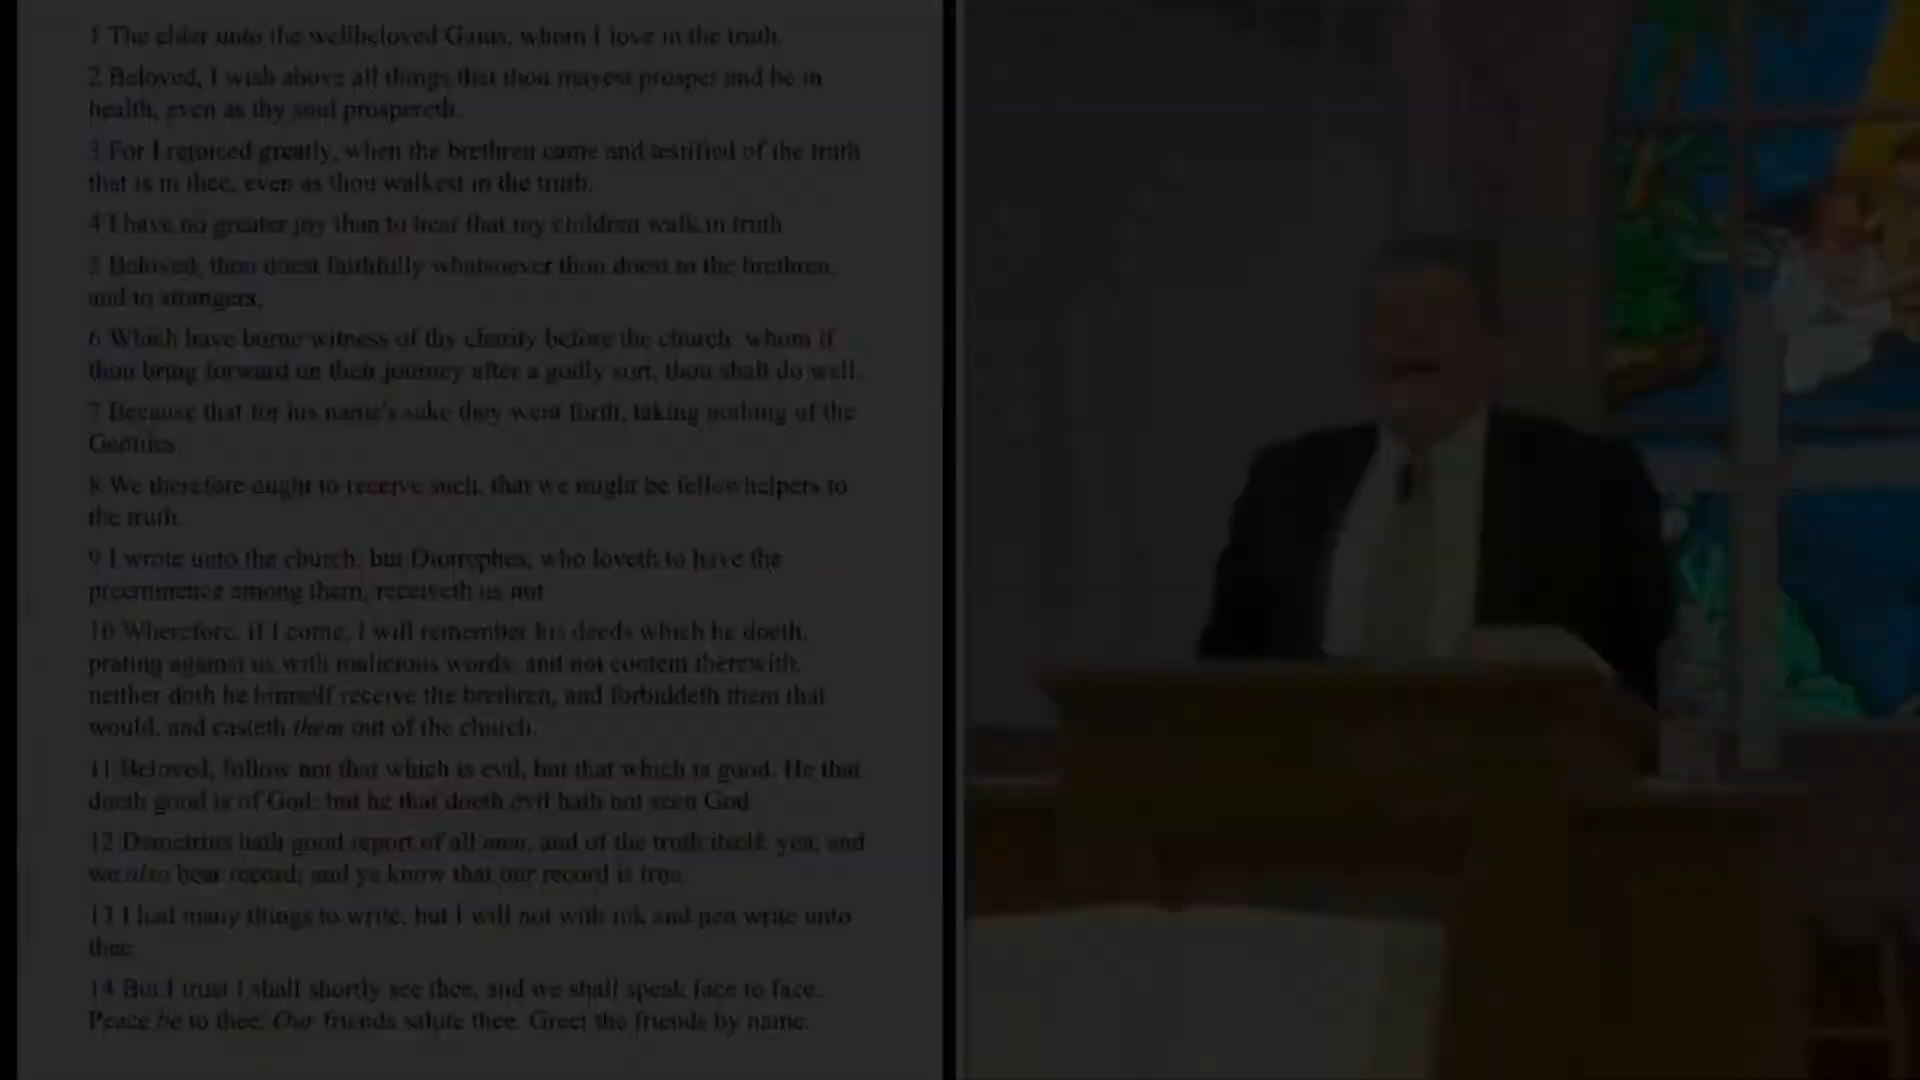 1 The elder unto the wellbeloved Gaius, whom I love in the truth.
2 Beloved, I wish above all things that thou mayest prosper and be in
health, even as thy soul prospereth.
3 For I rejoiced greatly, when the brethren came and testified of the truth
that is in thee, even as thou walkest in the truth.
4 I have no greater joy than to hear that my children walk in truth.
5 Beloved, thou doest faithfully whatsoever thou doest to the brethren,
and to strangers;
6 Which have borne witness of thy charity before the church: whom if
thou bring forward on their journey after a godly sort, thou shalt do well:
7 Because that for his name's sake they went forth, taking nothing of the
Gentiles.
8 We therefore ought to receive such, that we might be fellowhelpers to
the truth.
9 I wrote unto the church: but Diotrephes, who loveth to have the
preeminence among them, receiveth us not.
10 Wherefore, if I come, I will remember his deeds which he doeth,
prating against us with malicious words: and not content therewith,
neither doth he himself receive the brethren, and forbiddeth them that
would, and casteth them out of the church.
11 Beloved, follow not that which is evil, but that which is good. He that
doeth good is of God: but he that doeth evil hath not seen God.
12 Demetrius hath good report of all men, and of the truth itself: yea, and
we also bear record; and ye know that our record is true.
13 I had many things to write, but I will not with ink and pen write unto
thee:
14 But I trust I shall shortly see thee, and we shall speak face to face.
Peace be to thee. Our friends salute thee. Greet the friends by name.